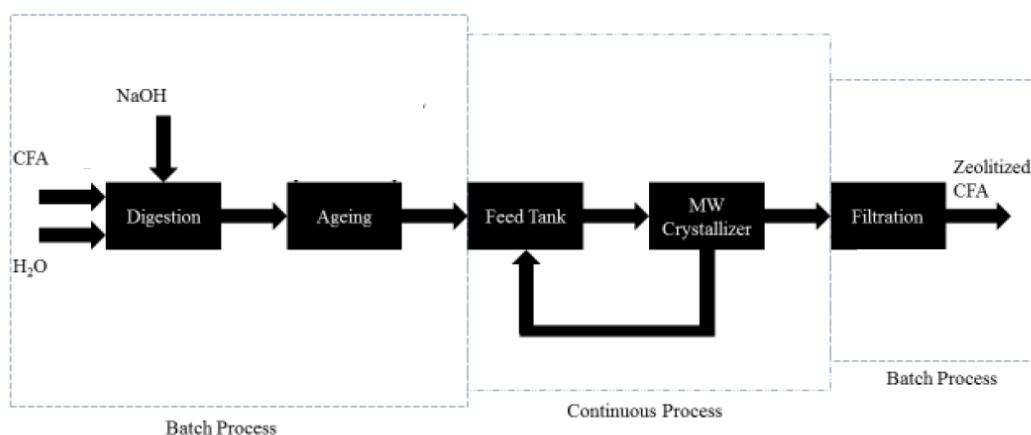 NaOH
CFA
H₂O
Digestion
Ageing
Feed Tank
MW
Crystallizer
Filtration
Zeolitized
CFA
Batch Process
Continuous Process
Batch Process